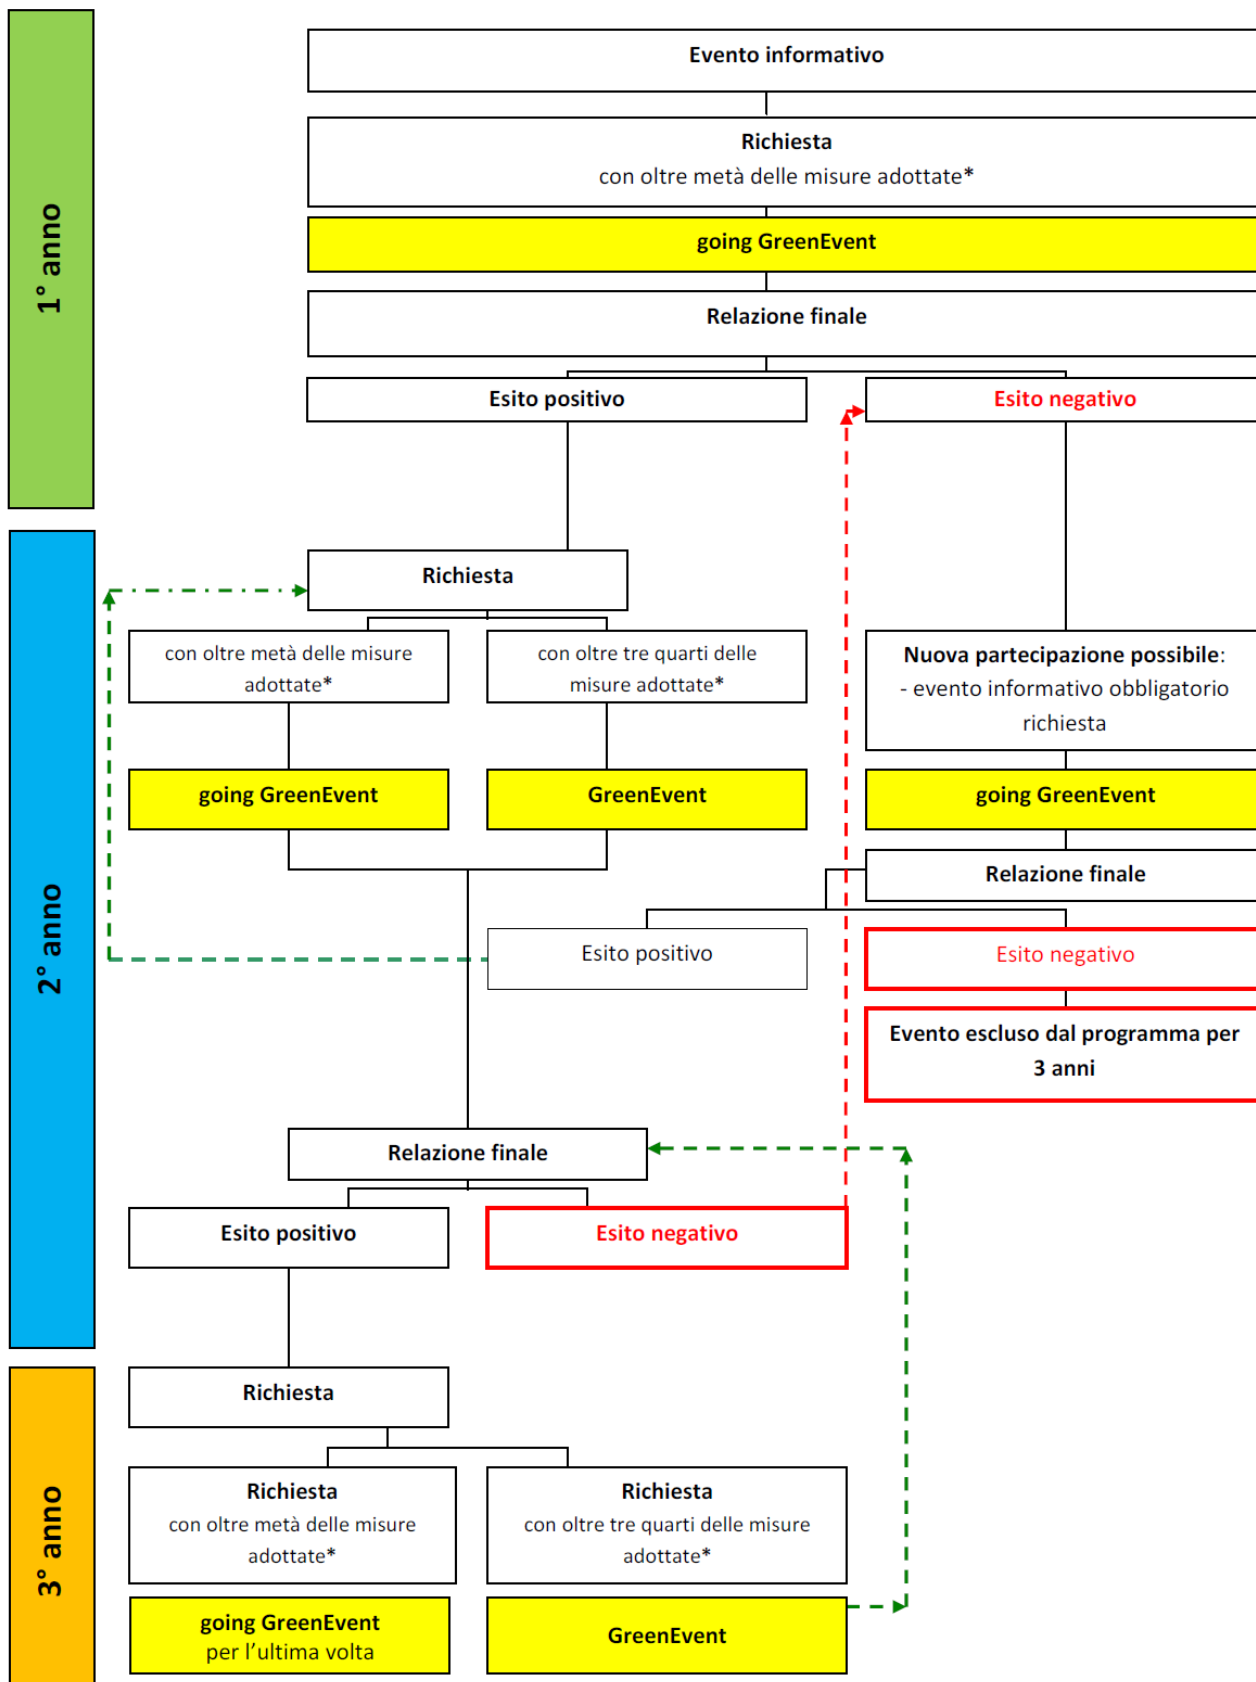 1° anno
Evento informativo
Richiesta
con oltre metà delle misure adottate*
going GreenEvent
Relazione finale
Esito positivo
Esito negativo
2° anno
Richiesta
con oltre metà delle misure
adottate*
con oltre tre quarti delle
misure adottate*
Nuova partecipazione possibile:
- evento informativo obbligatorio
richiesta
going GreenEvent
GreenEvent
going GreenEvent
Relazione finale
Esito positivo
Esito negativo
Evento escluso dal programma per
3 anni
Relazione finale
Esito positivo
Esito negativo
3° anno
Richiesta
Richiesta
con oltre metà delle misure
adottate*
Richiesta
con oltre tre quarti delle misure
adottate*
going GreenEvent
per l'ultima volta
GreenEvent